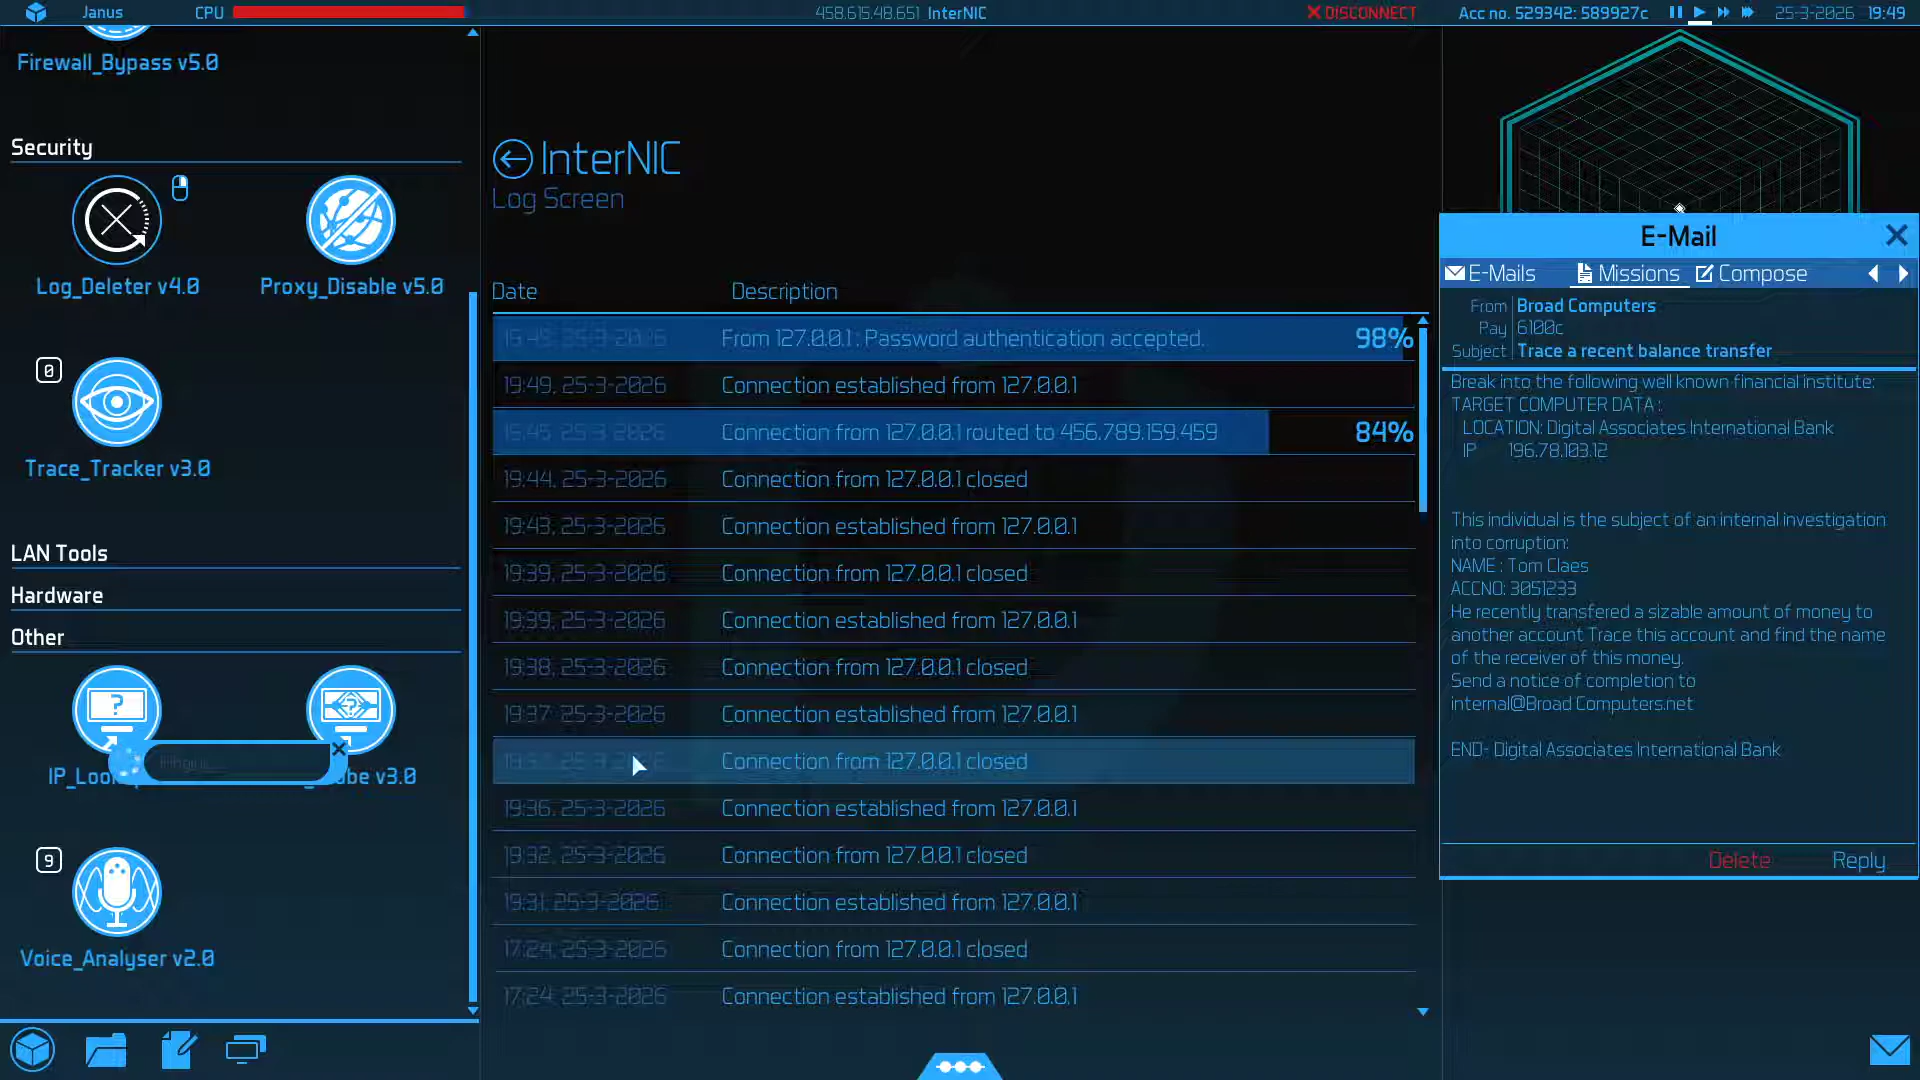 Janus
CPU
458.615.48.651 InterNIC
DISCONNECT
Acc no. 529342: 589927c
25-3-2026 19:49
Firewall_Bypass v5.0
Security
Log_Deleter v4.0
Proxy_Disable v5.0
0
Trace_Tracker v3.0
LAN Tools
Hardware
Other
9
Voice_Analyser v2.0
InterNIC
Log Screen
Date Description
From 127.0.0.1 : Password authentication accepted. 98%
19:49, 25-3-2026 Connection established from 127.0.0.1
Connection from 127.0.0.1 routed to 456.789.159.459 84%
19:44, 25-3-2026 Connection from 127.0.0.1 closed
19:43, 25-3-2026 Connection established from 127.0.0.1
19:39, 25-3-2026 Connection from 127.0.0.1 closed
19:39, 25-3-2026 Connection established from 127.0.0.1
19:38, 25-3-2026 Connection from 127.0.0.1 closed
19:37, 25-3-2026 Connection established from 127.0.0.1
Connection from 127.0.0.1 closed
19:36, 25-3-2026 Connection established from 127.0.0.1
19:32, 25-3-2026 Connection from 127.0.0.1 closed
19:31, 25-3-2026 Connection established from 127.0.0.1
17:24, 25-3-2026 Connection from 127.0.0.1 closed
17:24, 25-3-2026 Connection established from 127.0.0.1
E-Mail
E-Mails Missions Compose
From Broad Computers
Pay 6100c
Subject Trace a recent balance transfer
Break into the following well known financial institute:
TARGET COMPUTER DATA :
LOCATION: Digital Associates International Bank
IP 196.78.103.12
This individual is the subject of an internal investigation
into corruption:
NAME : Tom Claes
ACCNO: 3051233
He recently transfered a sizable amount of money to
another account Trace this account and find the name
of the receiver of this money.
Send a notice of completion to
internal@Broad Computers.net
END- Digital Associates International Bank
Delete Reply